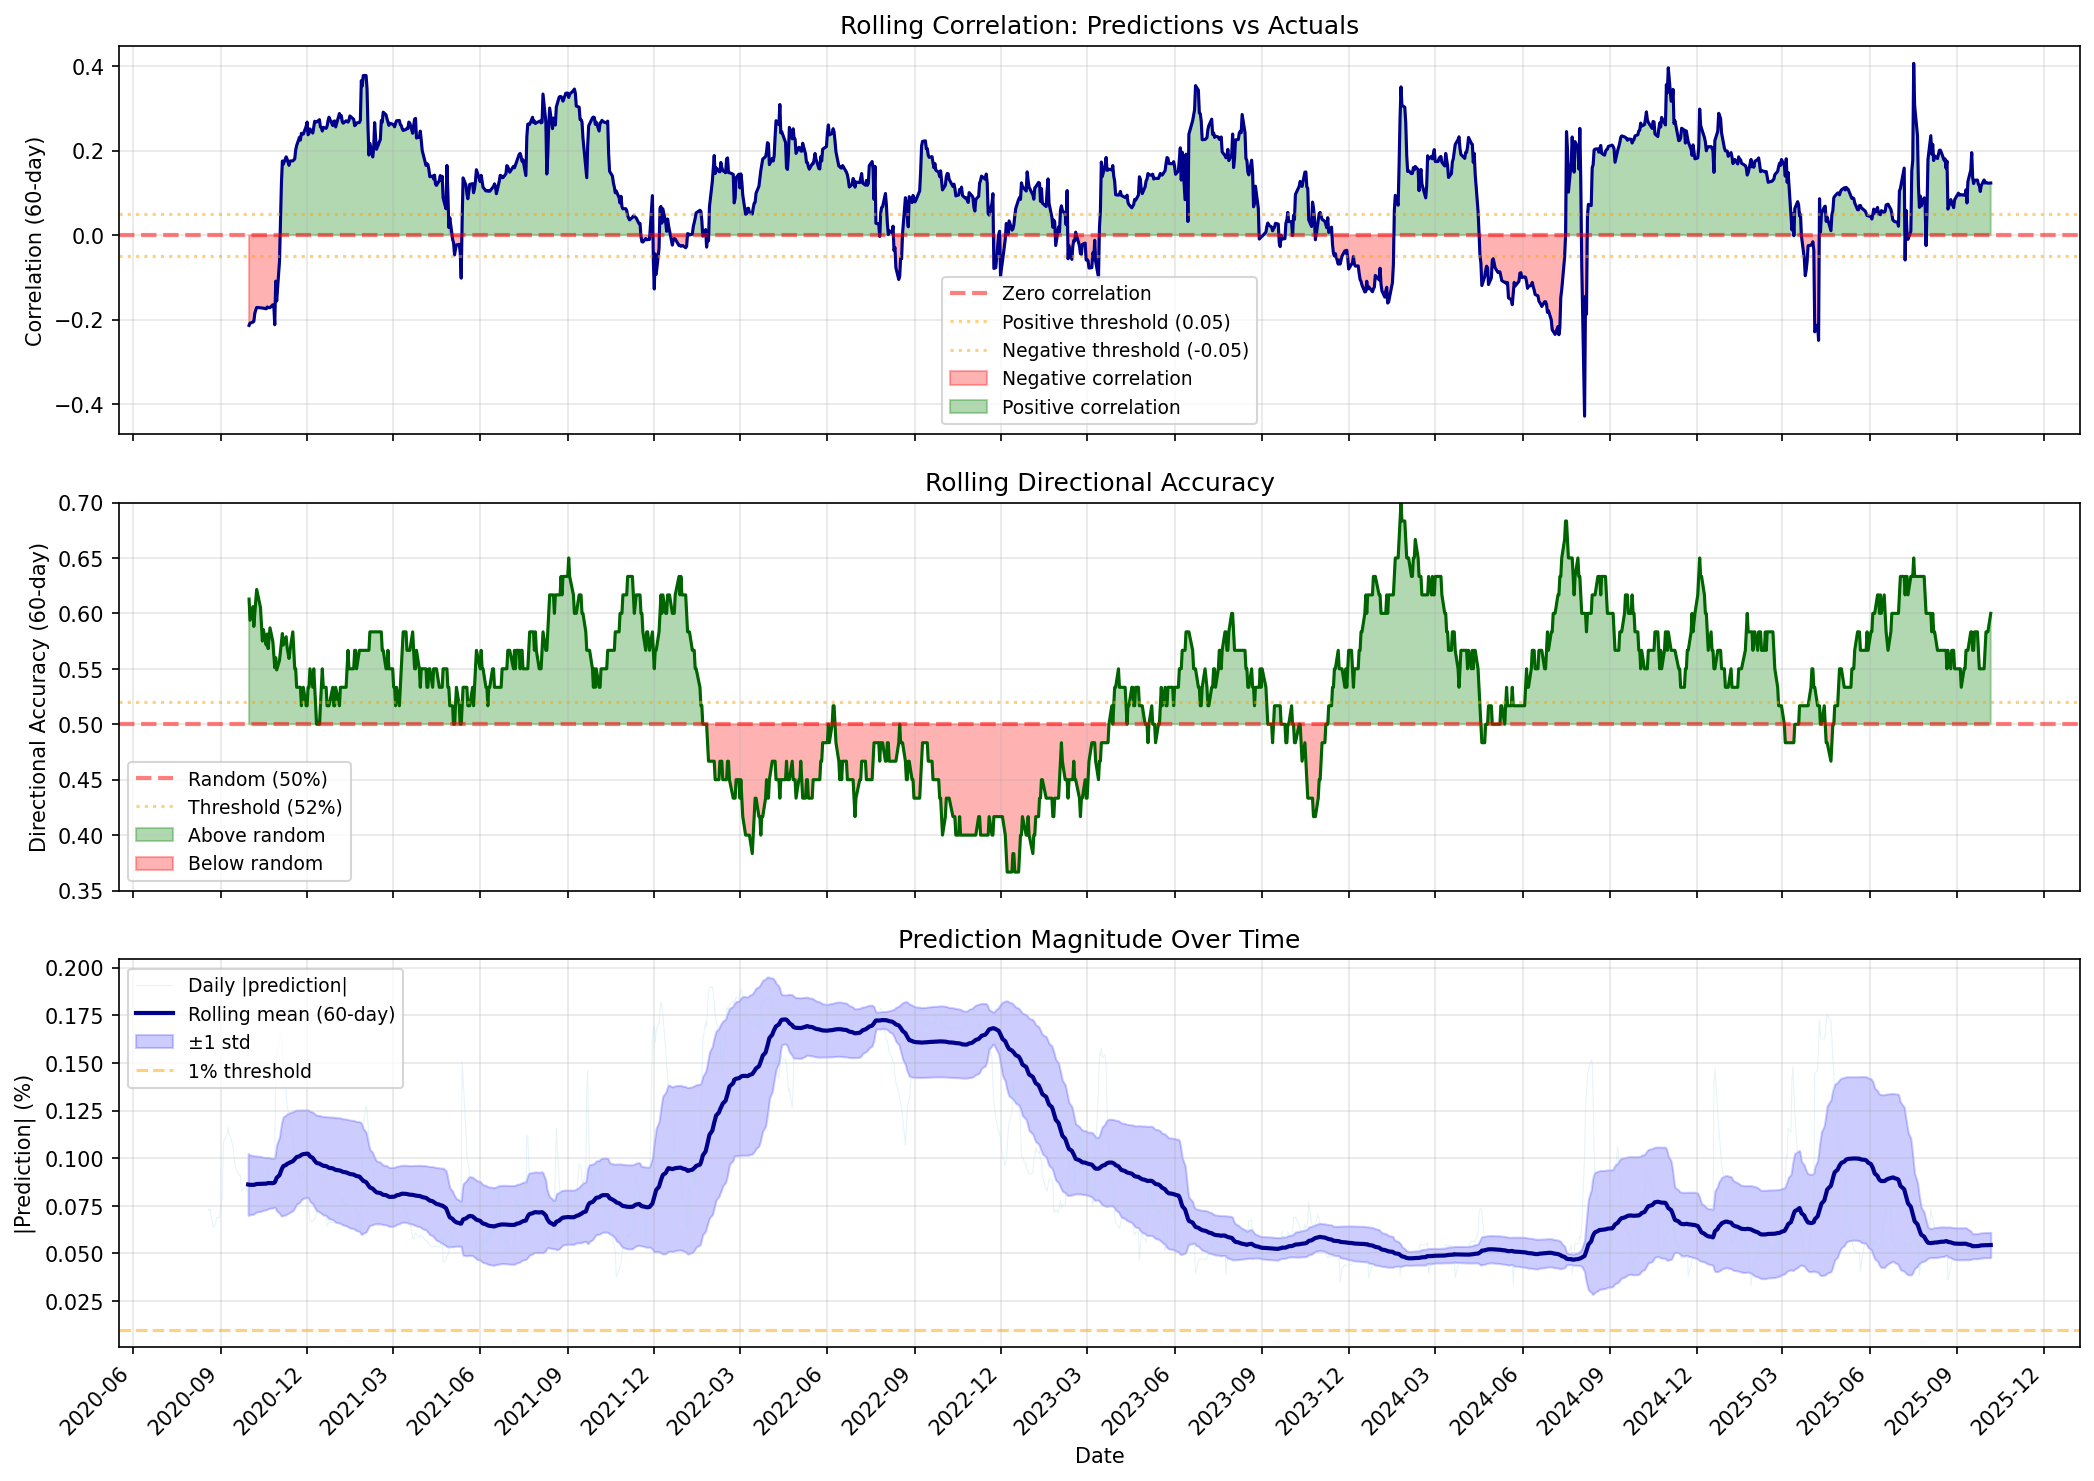 Rolling Correlation: Predictions vs Actuals
Correlation (60-day)
0.4
0.2
0.0
−0.2
−0.4
Zero correlation
Positive threshold (0.05)
Negative threshold (-0.05)
Negative correlation
Positive correlation
Rolling Directional Accuracy
Directional Accuracy (60-day)
0.70
0.65
0.60
0.55
0.50
0.45
0.40
0.35
Random (50%)
Threshold (52%)
Above random
Below random
Prediction Magnitude Over Time
|Prediction| (%)
0.200
0.175
0.150
0.125
0.100
0.075
0.050
0.025
Daily |prediction|
Rolling mean (60-day)
±1 std
1% threshold
2020-06
2020-09
2020-12
2021-03
2021-06
2021-09
2021-12
2022-03
2022-06
2022-09
2022-12
2023-03
2023-06
2023-09
2023-12
2024-03
2024-06
2024-09
2024-12
2025-03
2025-06
2025-09
2025-12
Date